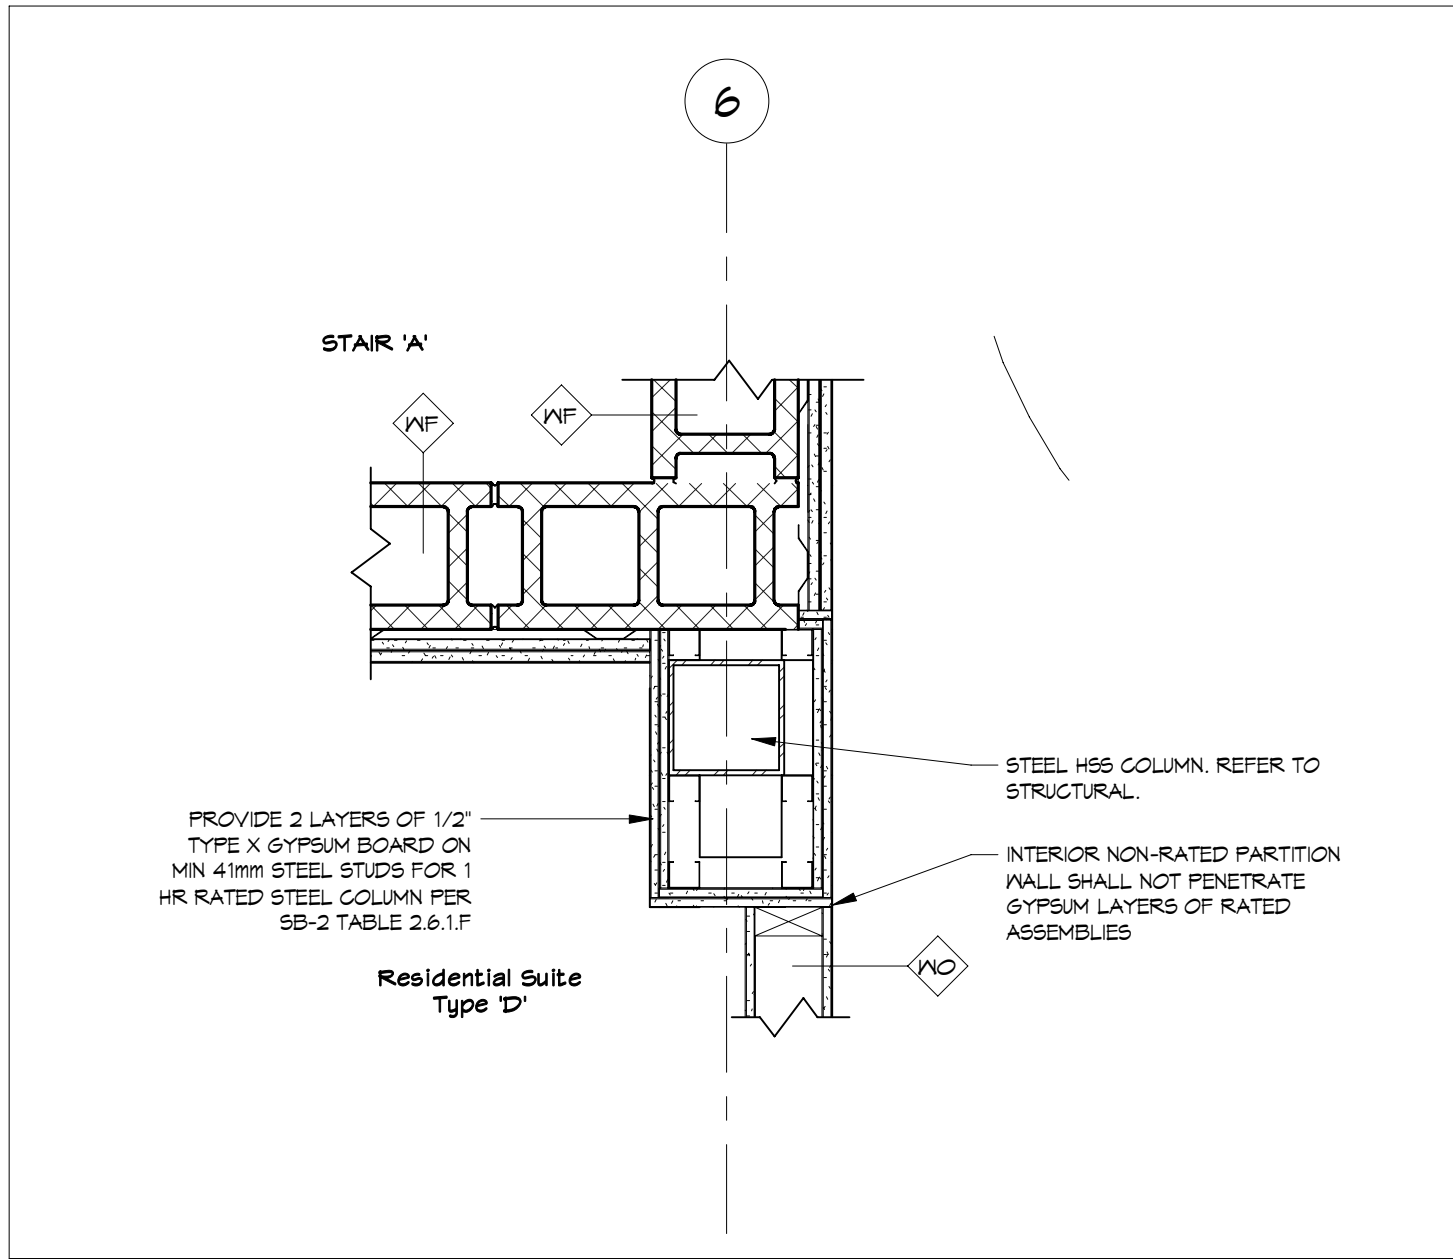 6
STAIR 'A'
WF
WF
STEEL HSS COLUMN. REFER TO
STRUCTURAL.
PROVIDE 2 LAYERS OF 1/2"
TYPE X GYPSUM BOARD ON
MIN 41mm STEEL STUDS FOR 1
HR RATED STEEL COLUMN PER
SB-2 TABLE 2.6.1.F
INTERIOR NON-RATED PARTITION
WALL SHALL NOT PENETRATE
GYPSUM LAYERS OF RATED
ASSEMBLIES
WO
Residential Suite
Type 'D'